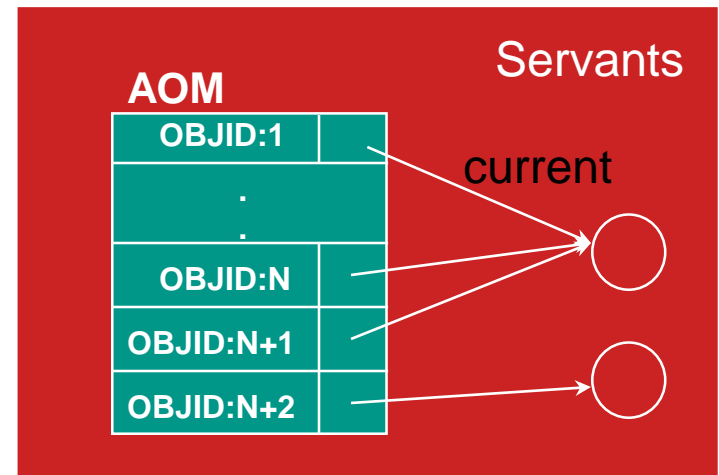 Servants
AOM
OBJID:1
current
.
.
OBJID:N
OBJID:N+1
OBJID:N+2